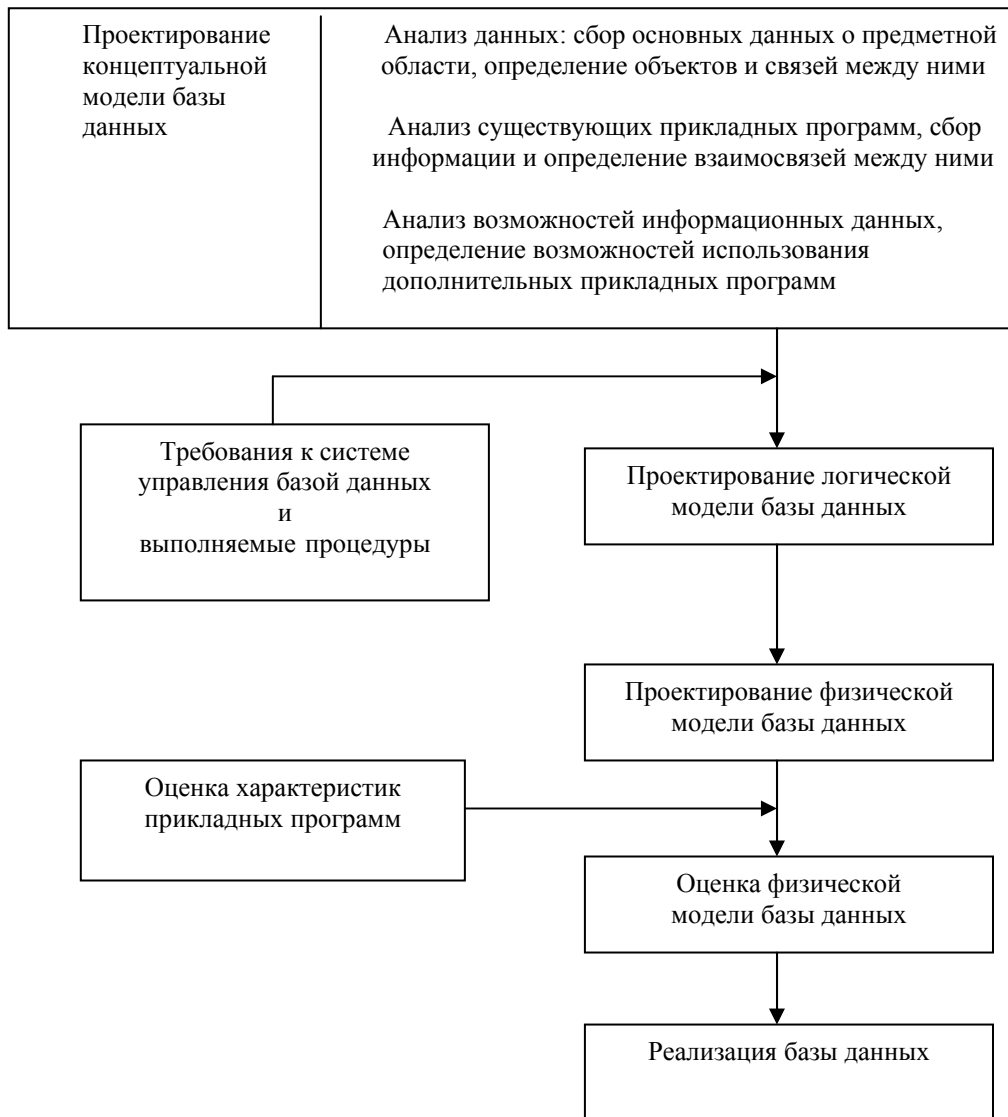 Проектирование
концептуальной
модели базы
данных
Анализ данных: сбор основных данных о предметной
области, определение объектов и связей между ними
Анализ существующих прикладных программ, сбор
информации и определение взаимосвязей между ними
Анализ возможностей информационных данных,
определение возможностей использования
дополнительных прикладных программ
Требования к системе
управления базой данных
и
выполняемые процедуры
Проектирование логической
модели базы данных
Проектирование физической
модели базы данных
Оценка характеристик
прикладных программ
Оценка физической
модели базы данных
Реализация базы данных